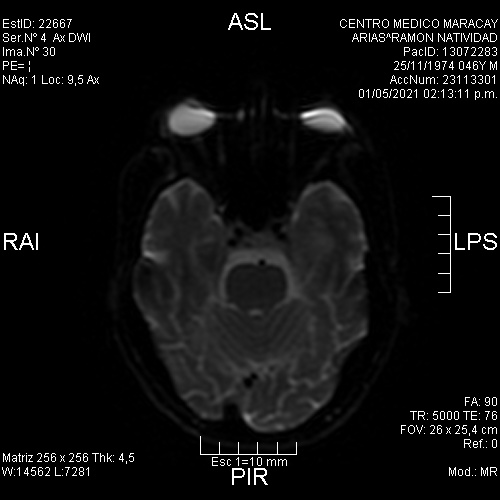 EstID: 22667
Ser.Nº 4 Ax DWI
Ima.Nº 30
PE= ¦
NAq: 1 Loc: 9,5 Ax
ASL
CENTRO MEDICO MARACAY
ARIAS^RAMON NATIVIDAD
PacID: 13072283
25/11/1974 046Y M
AccNum: 23113301
01/05/2021 02:13:11 p.m.
RAI
LPS
Matriz 256 x 256 Thk: 4,5
W:14562 L:7281
Esc 1=10 mm
PIR
FA: 90
TR: 5000 TE: 76
FOV: 26 x 25,4 cm
Ref.: 0
Mod.: MR